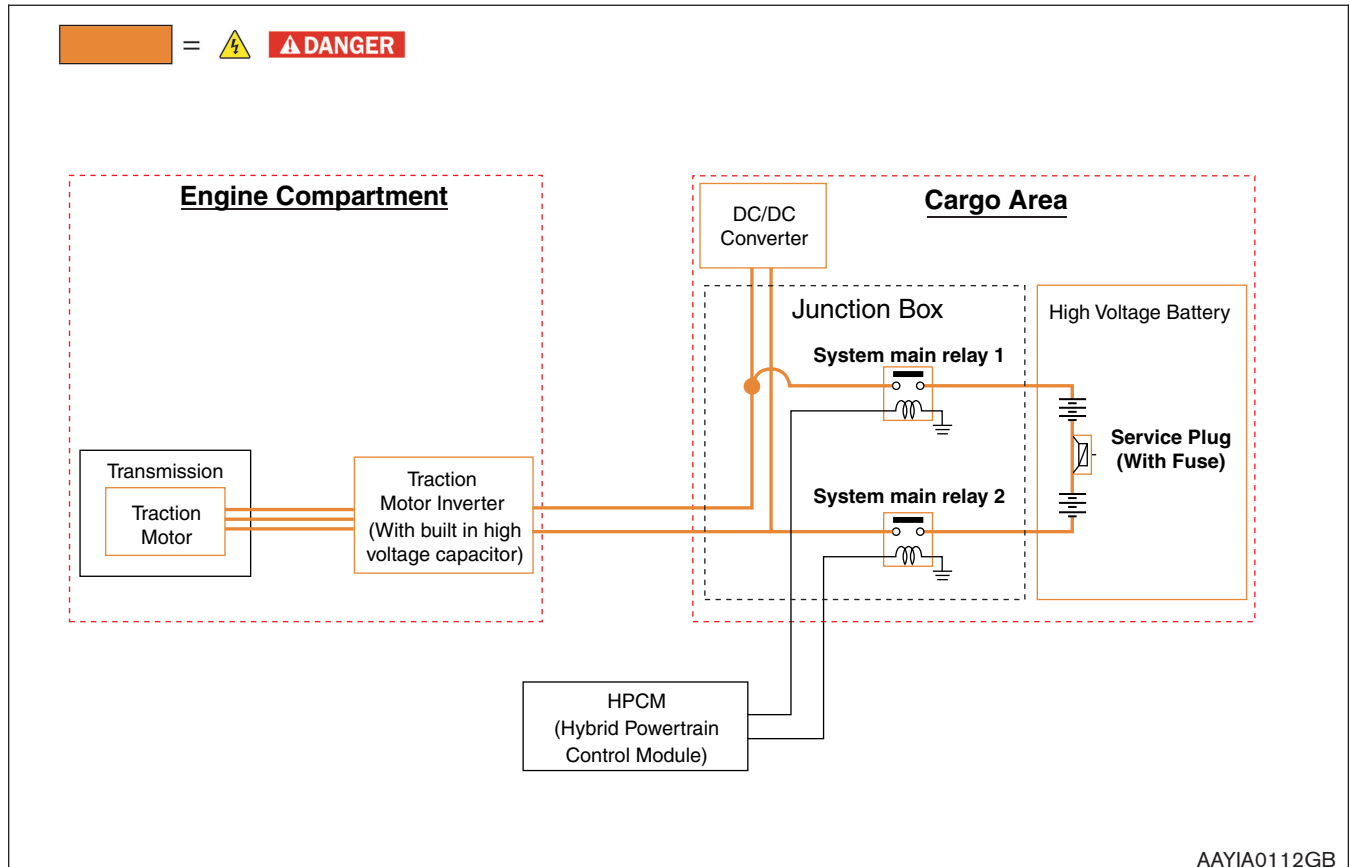 = DANGER
Engine Compartment
Cargo Area
DC/DC
Converter
Junction Box
High Voltage Battery
System main relay 1
Service Plug
(With Fuse)
System main relay 2
Transmission
Traction
Motor
Traction
Motor Inverter
(With built in high
voltage capacitor)
HPCM
(Hybrid Powertrain
Control Module)
AAYIA0112GB